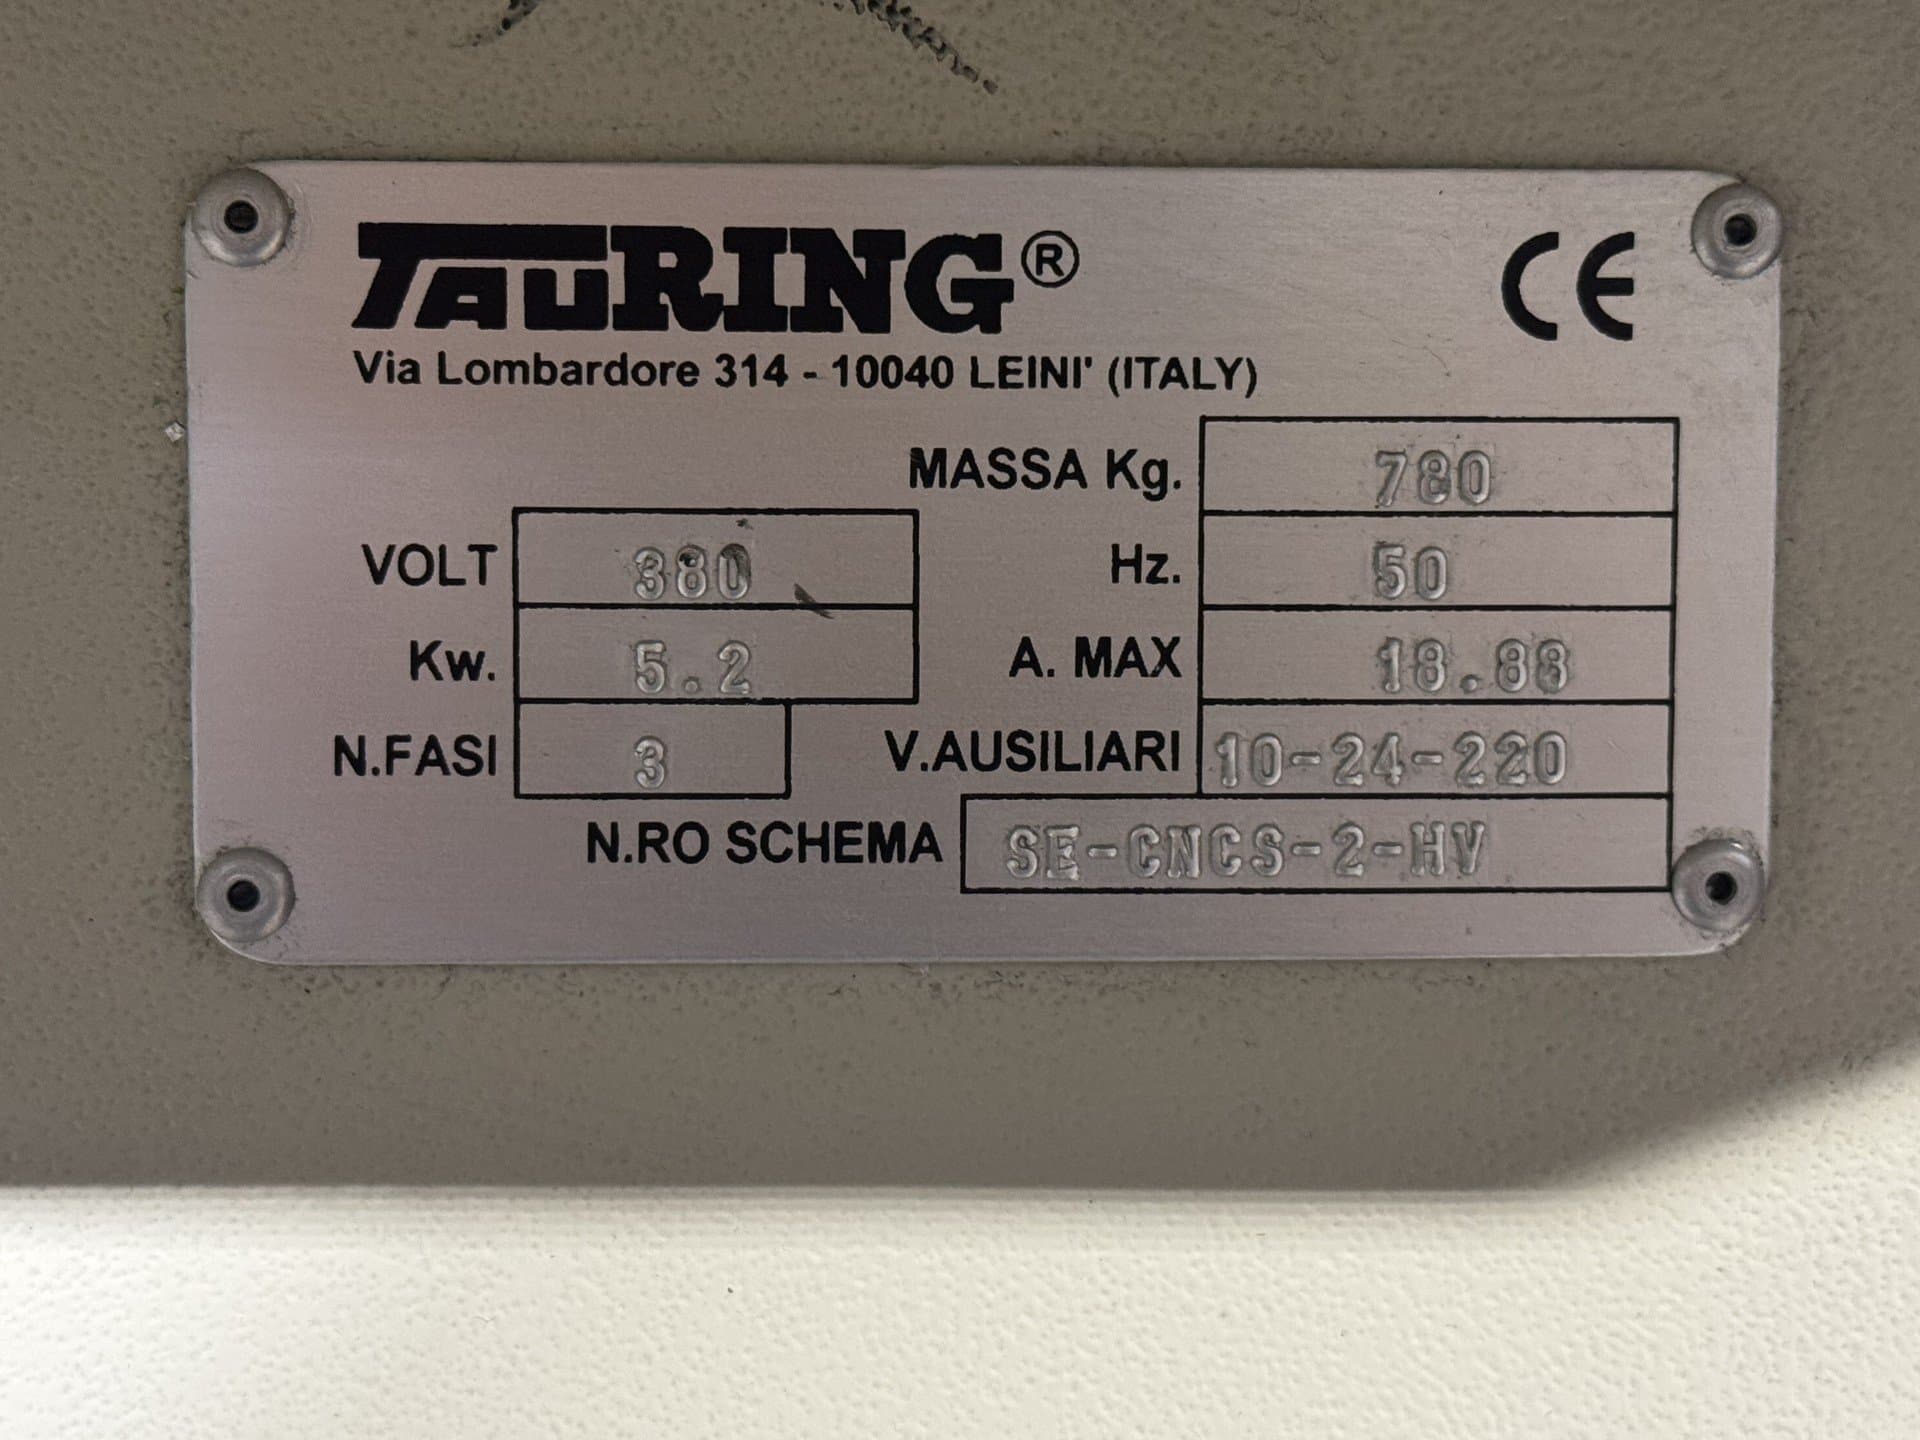 TauRING®
CE
Via Lombardore 314 - 10040 LEINI' (ITALY)
MASSA Kg. 780
VOLT 380 Hz. 50
Kw. 5.2 A. MAX 18.88
N.FASI 3 V.AUSILIARI 10-24-220
N.RO SCHEMA SE-CNCS-2-HV